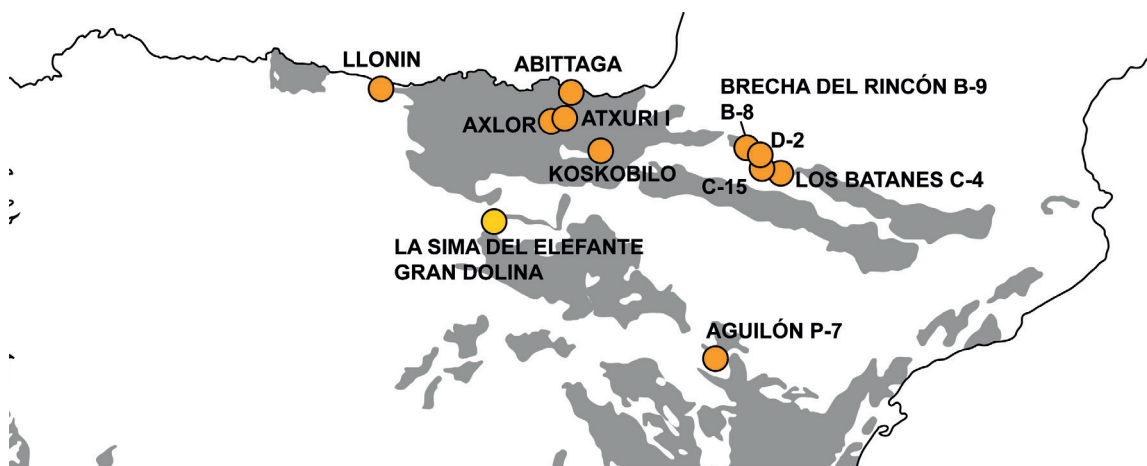 LLONIN
ABITTAGA
BRECHA DEL RINCÓN B-9
B-8
AXLOR
ATXURI I
D-2
KOSKOBILO
C-15
LOS BATANES C-4
LA SIMA DEL ELEFANTE
GRAN DOLINA
AGUILÓN P-7